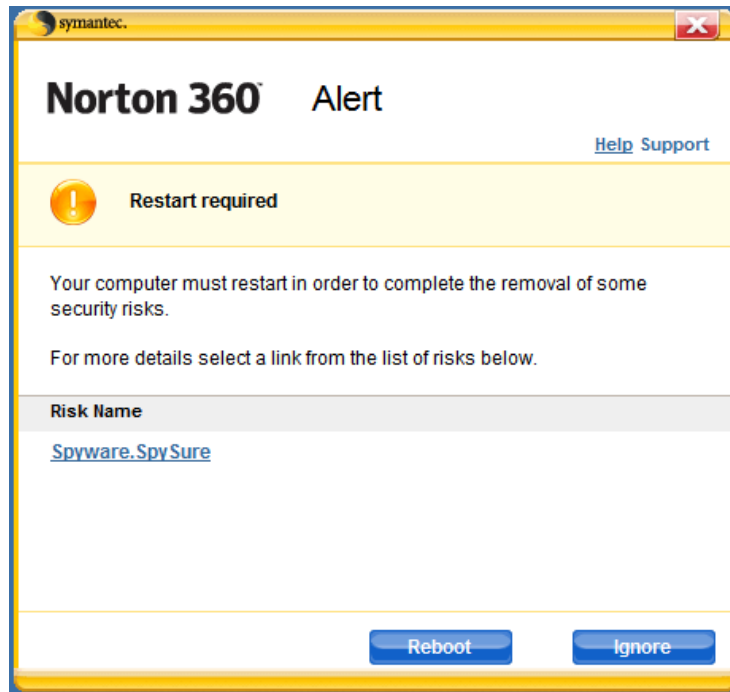 symantec.
Norton 360™ Alert
Help Support
Restart required
Your computer must restart in order to complete the removal of some
security risks.
For more details select a link from the list of risks below.
Risk Name
Spyware.SpySure
Reboot Ignore